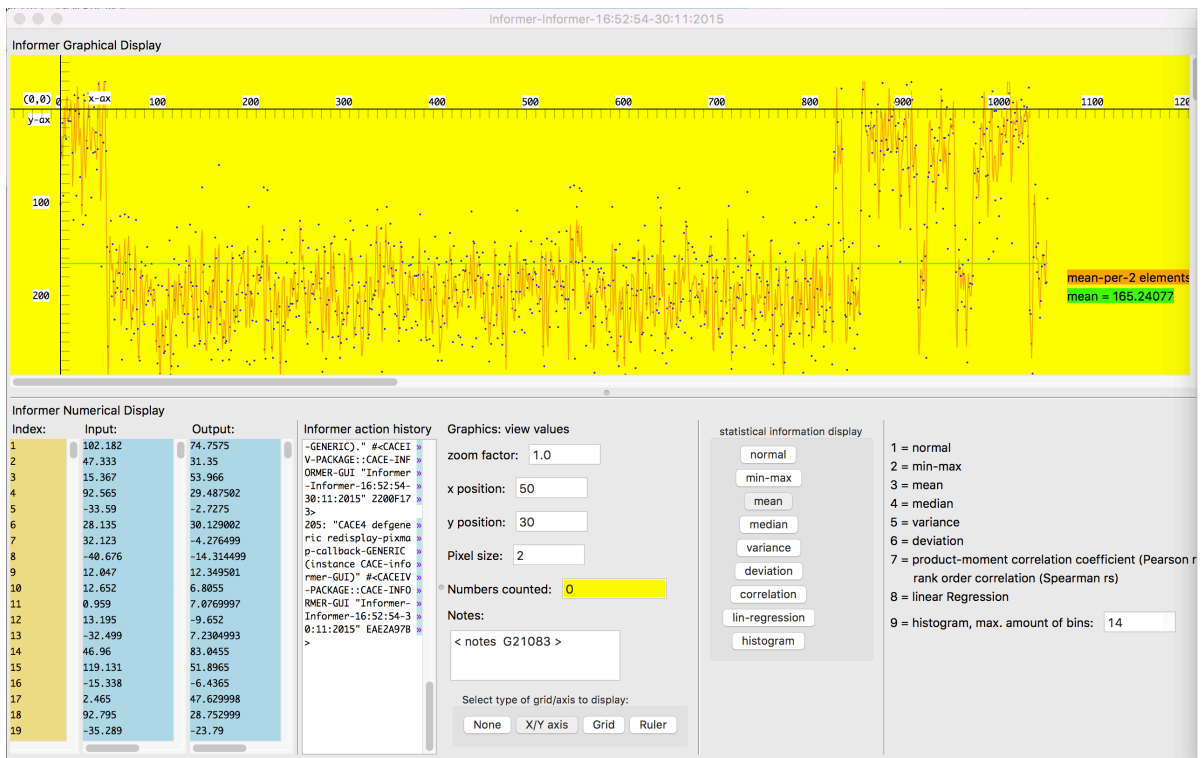 Informer-Informer-16:52:54-30:11:2015
Informer Graphical Display
(0,0) 0 x-ax 100 200 300 400 500 600 700 800 900 1000 1100 120
y-ax
100
200
mean-per-2 elements
mean = 165.24077
Informer Numerical Display
Index: Input: Output:
1 102.182 74.7575
2 47.333 31.35
3 15.367 53.966
4 92.565 29.487502
5 -33.59 -2.7275
6 28.135 30.129002
7 32.123 -4.276499
8 -40.676 -14.314499
9 12.047 12.349501
10 12.652 6.8055
11 0.959 7.0769997
12 13.195 -9.652
13 -32.499 7.2304993
14 46.96 83.0455
15 119.131 51.8965
16 -15.338 -6.4365
17 2.465 47.629998
18 92.795 28.752999
19 -35.289 -23.79
Informer action history
-GENERIC)." #<CACEI »
V-PACKAGE::CACE-INF »
ORMER-GUI "Informer »
-Informer-16:52:54- »
30:11:2015" 2200F17 »
3>
205: "CACE4 defgene »
ric redisplay-pixma »
p-callback-GENERIC »
(instance CACE-info »
rmer-GUI)" #<CACEIV »
-PACKAGE::CACE-INFO »
RMER-GUI "Informer- »
Informer-16:52:54-3 »
0:11:2015" EAE2A97B »
>
Graphics: view values
zoom factor: 1.0
x position: 50
y position: 30
Pixel size: 2
Numbers counted: 0
Notes:
< notes G21083 >
Select type of grid/axis to display:
None X/Y axis Grid Ruler
statistical information display
normal
min-max
mean
median
variance
deviation
correlation
lin-regression
histogram
1 = normal
2 = min-max
3 = mean
4 = median
5 = variance
6 = deviation
7 = product-moment correlation coefficient (Pearson r
rank order correlation (Spearman rs)
8 = linear Regression
9 = histogram, max. amount of bins: 14